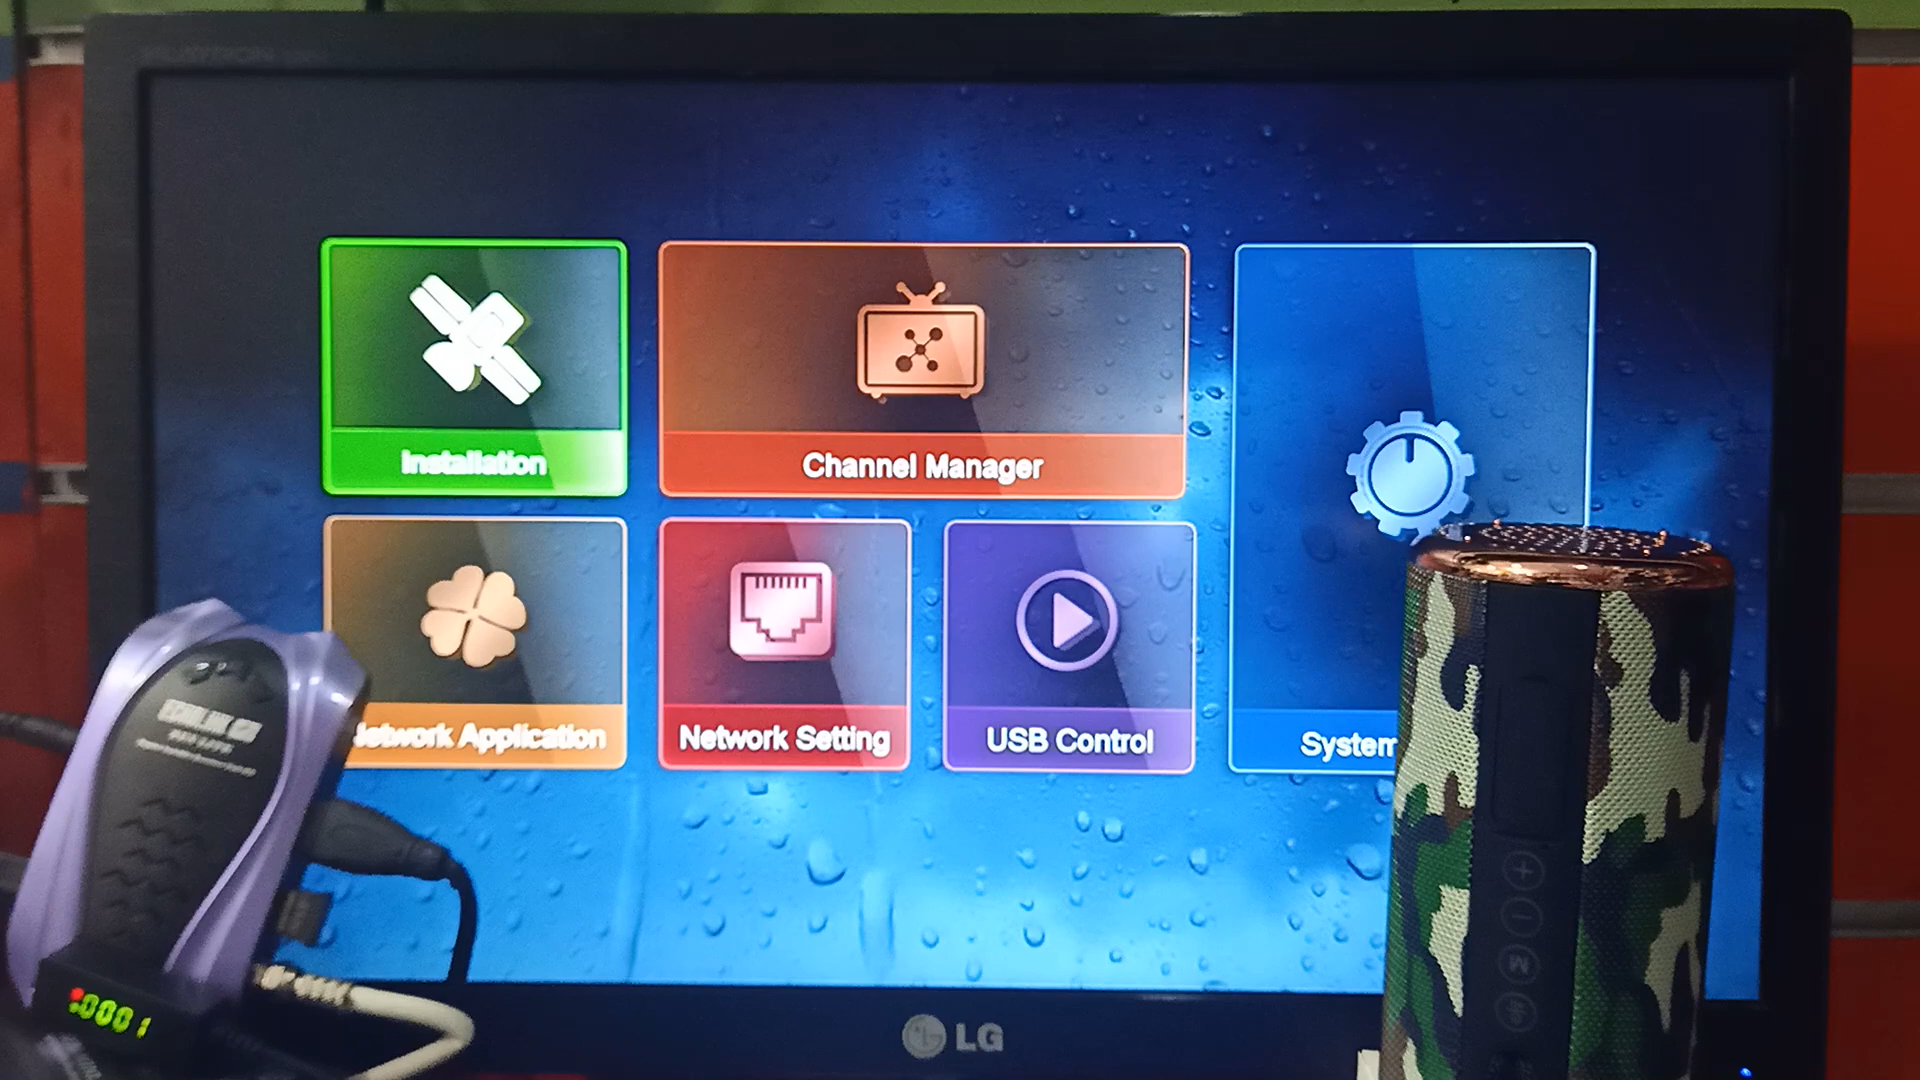 Installation
Channel Manager
Network Application
Network Setting
USB Control
System
LG
0001